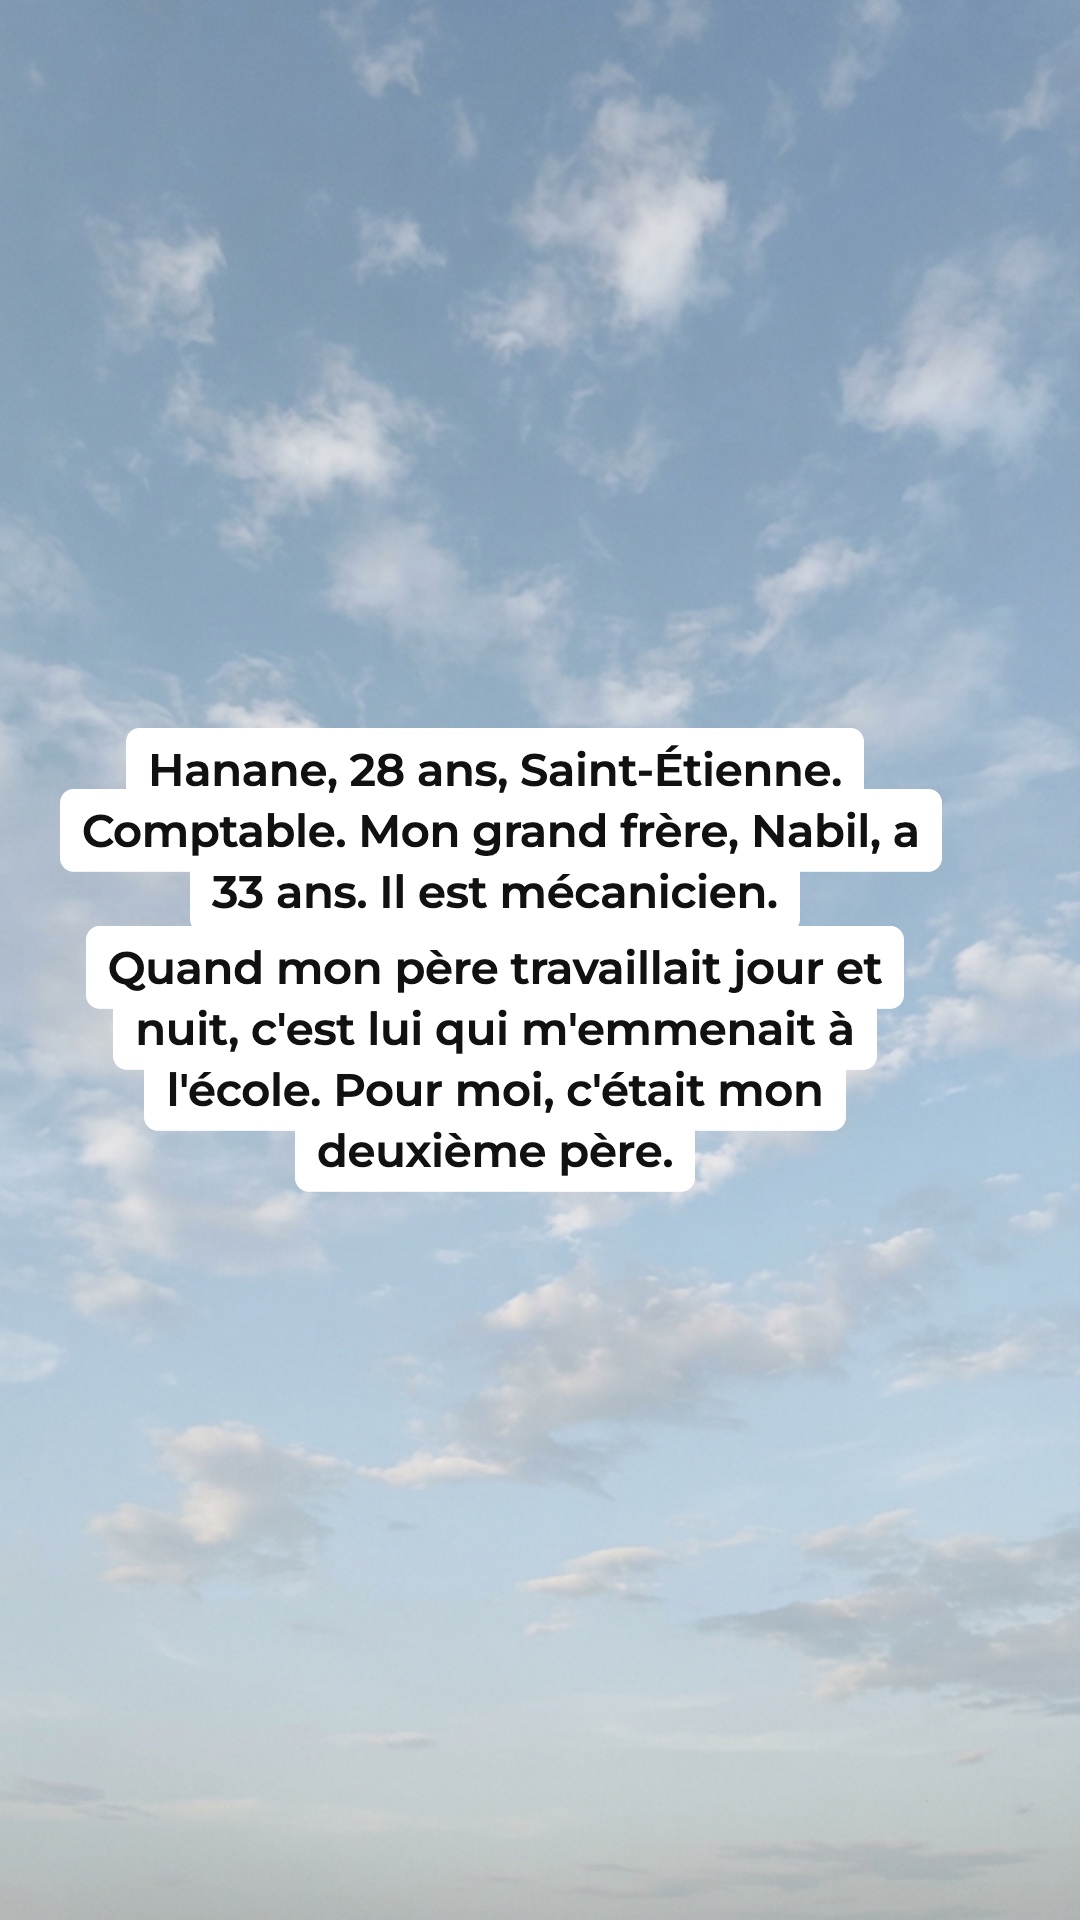 Hanane, 28 ans, Saint-Étienne.
Comptable. Mon grand frère, Nabil, a
33 ans. Il est mécanicien.
Quand mon père travaillait jour et
nuit, c'est lui qui m'emmenait à
l'école. Pour moi, c'était mon
deuxième père.